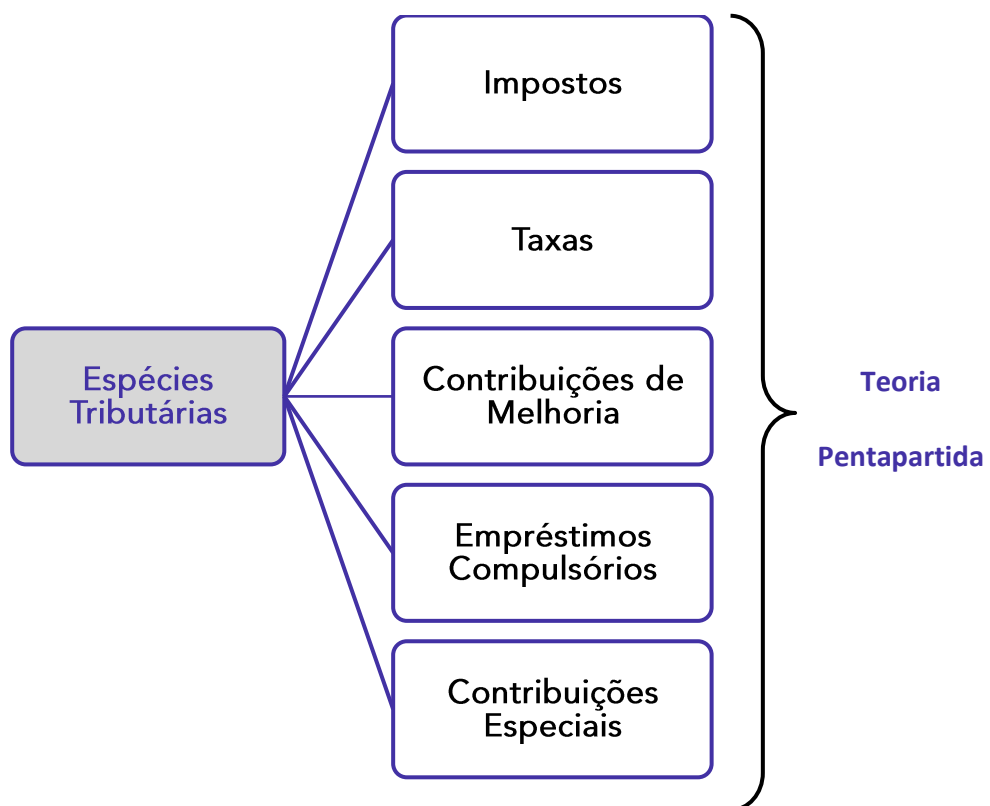 Impostos
Taxas
Espécies
Tributárias
Contribuições de
Melhoria
Empréstimos
Compulsórios
Contribuições
Especiais
Teoria
Pentapartida